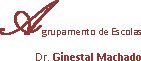 Agrupamento de Escolas
Dr. Ginestal Machado